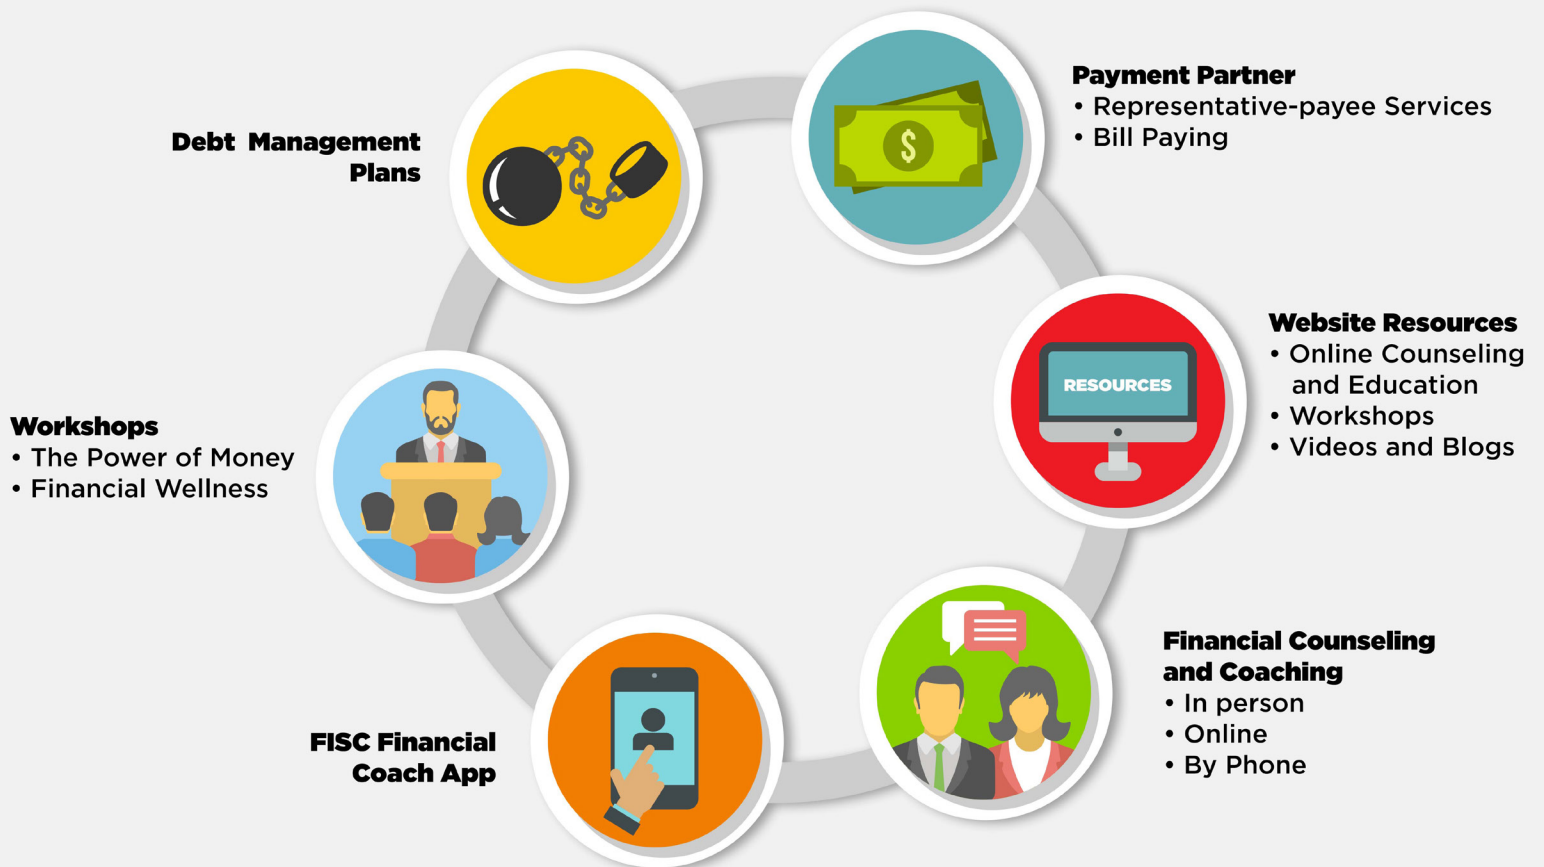 Debt Management
Plans
Payment Partner
• Representative-payee Services
• Bill Paying
Website Resources
• Online Counseling
and Education
• Workshops
• Videos and Blogs
RESOURCES
Financial Counseling
and Coaching
• In person
• Online
• By Phone
FISC Financial
Coach App
Workshops
• The Power of Money
• Financial Wellness
$